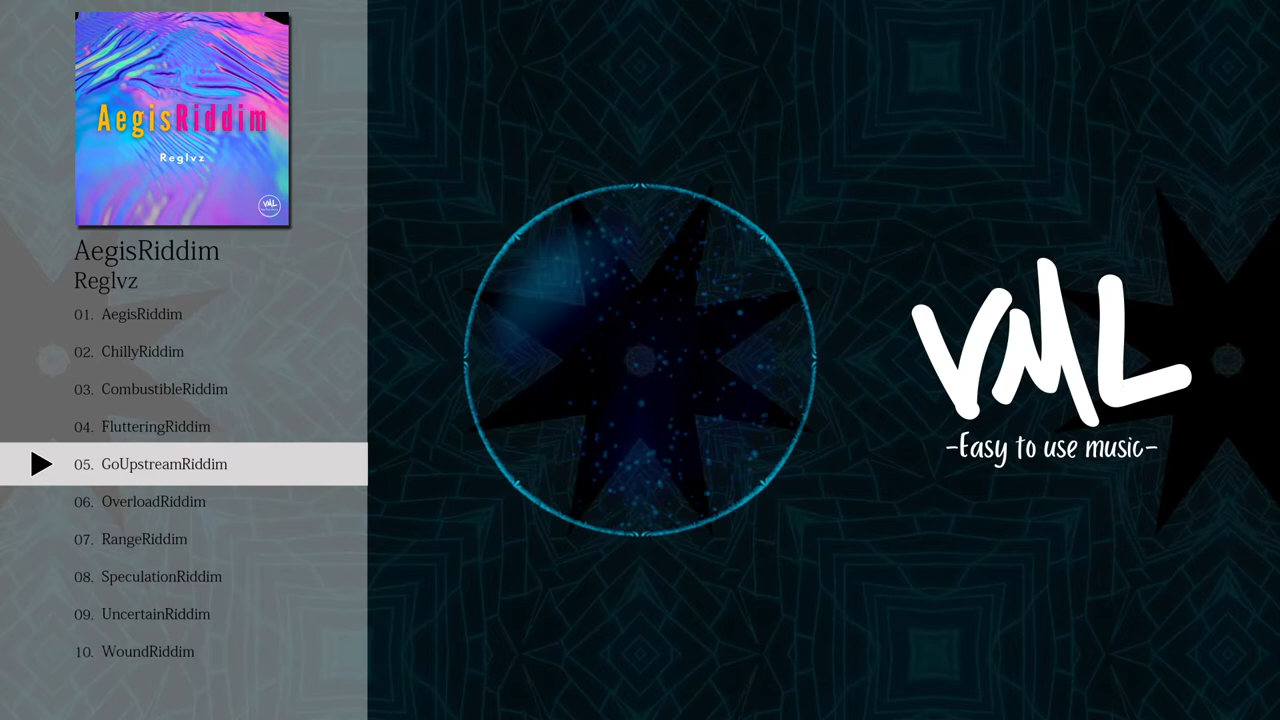 AegisRiddim
Reglvz
VML
AegisRiddim
Reglvz
01. AegisRiddim
02. ChillyRiddim
03. CombustibleRiddim
04. FlutteringRiddim
05. GoUpstreamRiddim
06. OverloadRiddim
07. RangeRiddim
08. SpeculationRiddim
09. UncertainRiddim
10. WoundRiddim
VML
-Easy to use music-